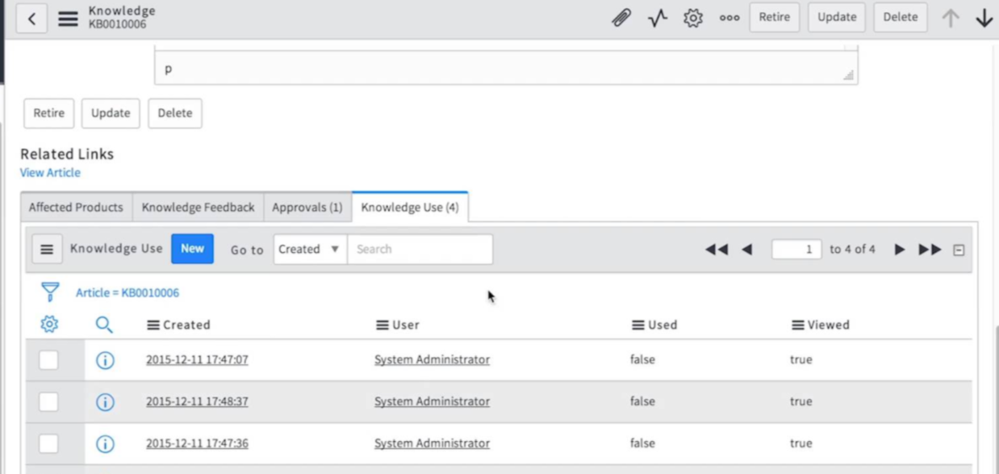 Knowledge
KB0010006
Retire Update Delete
p
Retire Update Delete
Related Links
View Article
Affected Products Knowledge Feedback Approvals (1) Knowledge Use (4)
Knowledge Use New Go to Created Search 1 to 4 of 4
Article = KB0010006
Created User Used Viewed
2015-12-11 17:47:07 System Administrator false true
2015-12-11 17:48:37 System Administrator false true
2015-12-11 17:47:36 System Administrator false true